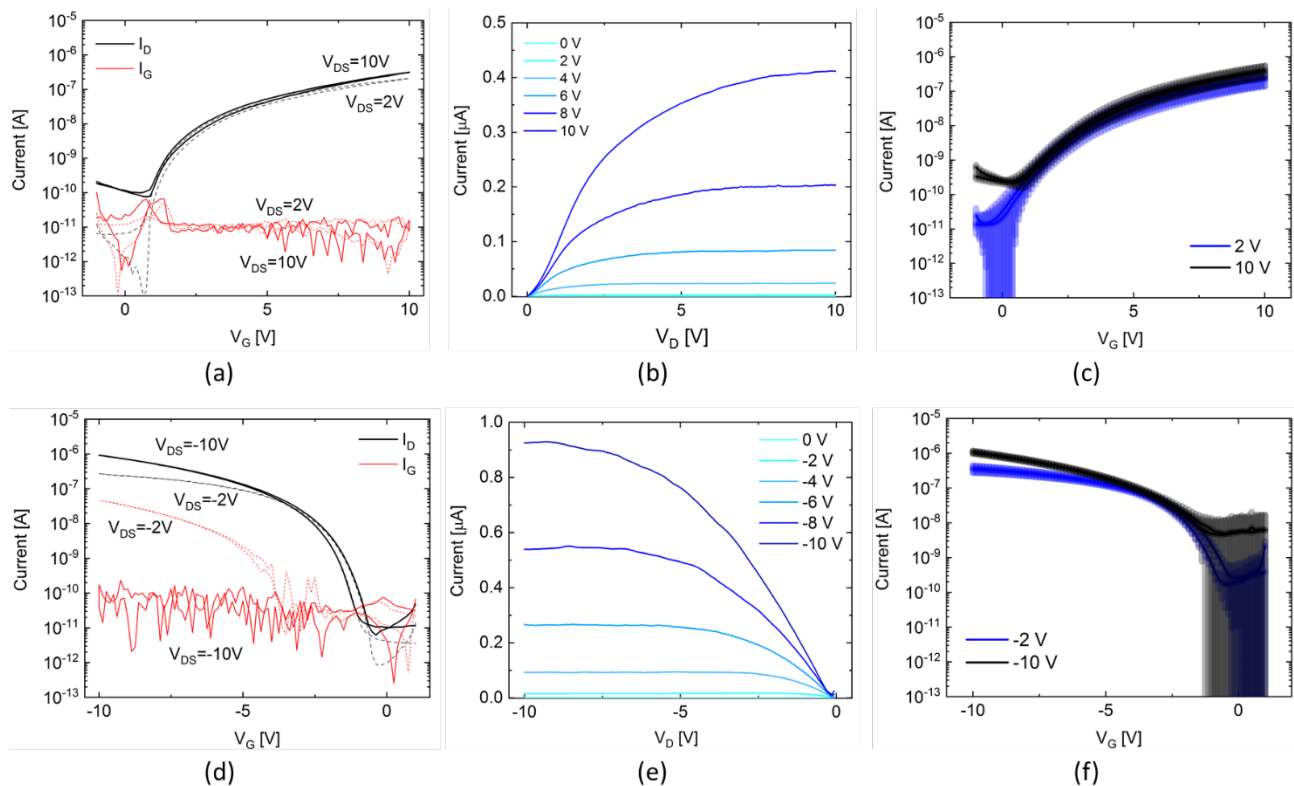 10^-5
10^-6
10^-7
10^-8
10^-9
10^-10
10^-11
10^-12
10^-13
Current [A]
I_D
I_G
V_DS=10V
V_DS=2V
V_DS=2V
V_DS=10V
0 5 10
V_G [V]
(a)
0.5
0.4
0.3
0.2
0.1
0.0
Current [μA]
0 V
2 V
4 V
6 V
8 V
10 V
0 5 10
V_D [V]
(b)
10^-5
10^-6
10^-7
10^-8
10^-9
10^-10
10^-11
10^-12
10^-13
Current [A]
2 V
10 V
0 5 10
V_G [V]
(c)
10^-5
10^-6
10^-7
10^-8
10^-9
10^-10
10^-11
10^-12
10^-13
Current [A]
V_DS=-10V
I_D
I_G
V_DS=-2V
V_DS=-2V
V_DS=-10V
-10 -5 0
V_G [V]
(d)
1.0
0.8
0.6
0.4
0.2
0.0
Current [μA]
0 V
-2 V
-4 V
-6 V
-8 V
-10 V
-10 -5 0
V_D [V]
(e)
10^-5
10^-6
10^-7
10^-8
10^-9
10^-10
10^-11
10^-12
10^-13
Current [A]
-2 V
-10 V
-10 -5 0
V_G [V]
(f)